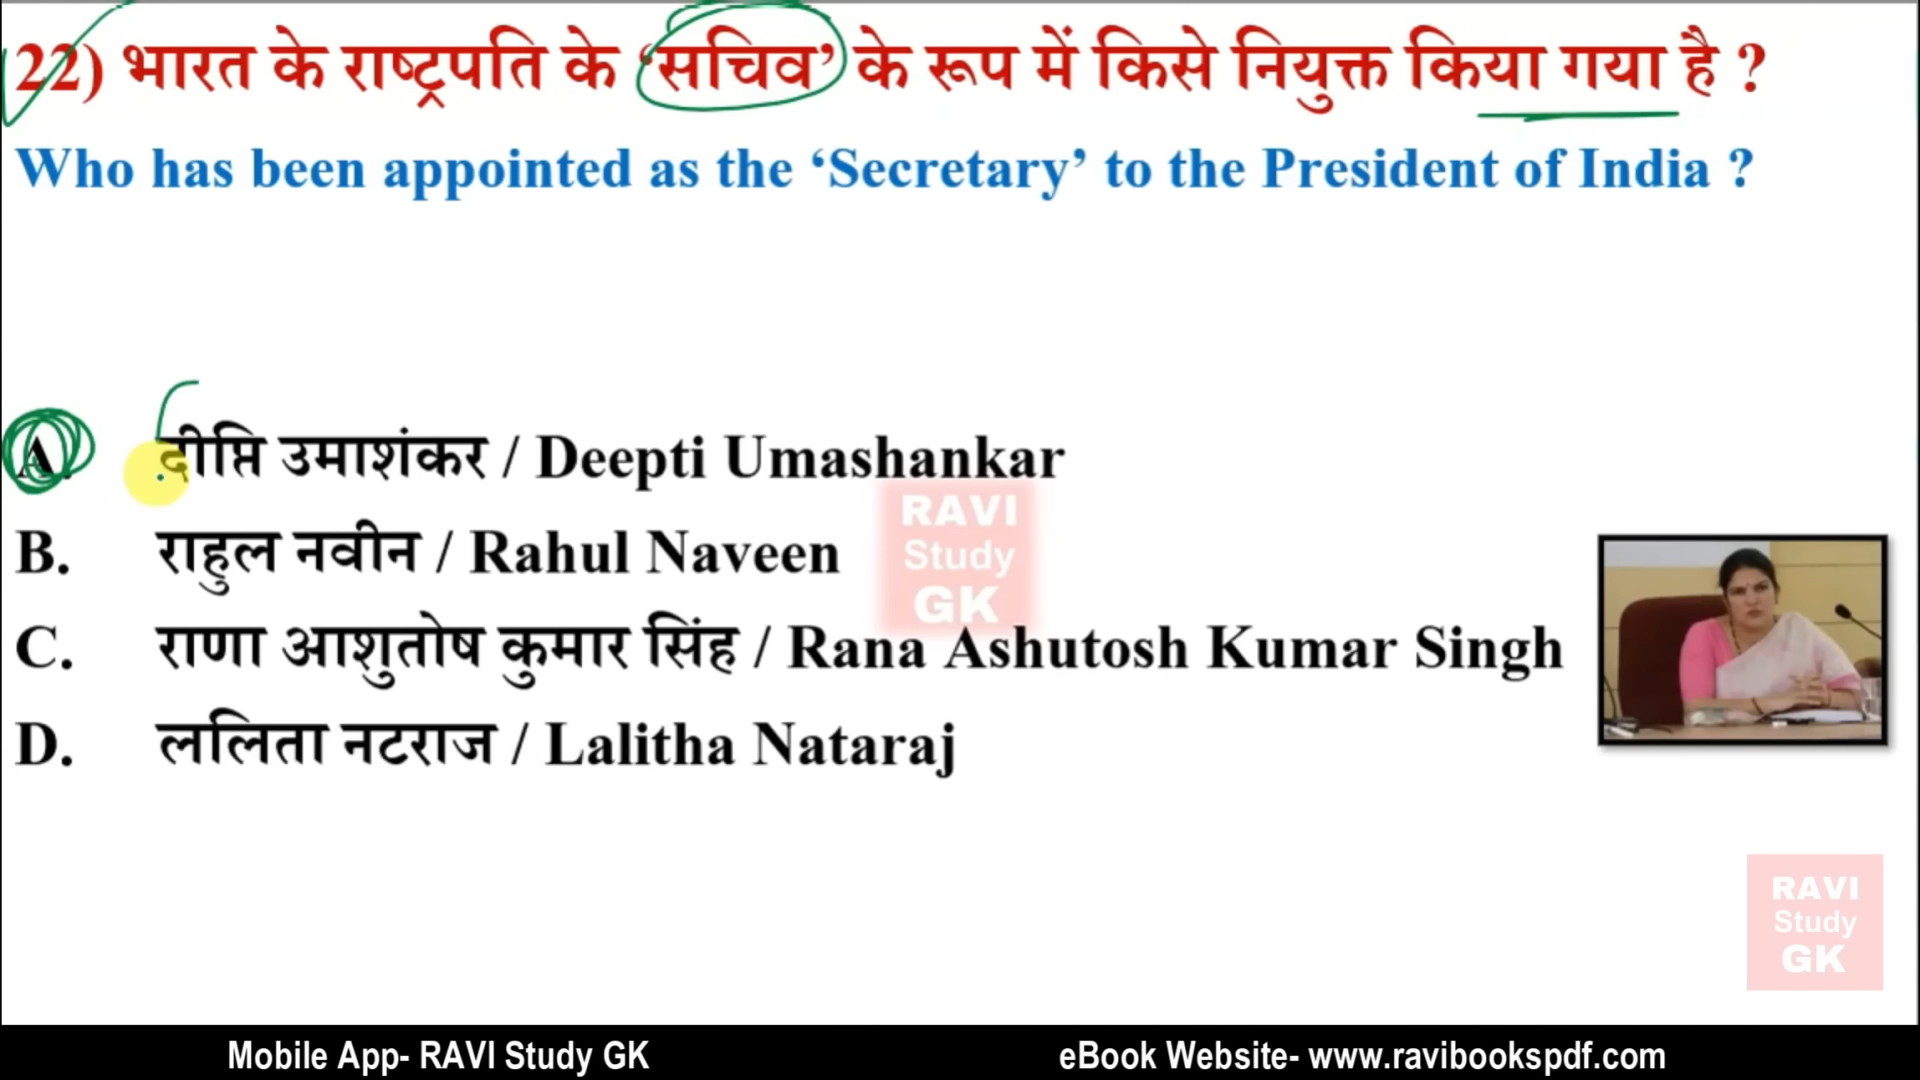 22) भारत के राष्ट्रपति के ‘सचिव’ के रूप में किसे नियुक्त किया गया है ?
Who has been appointed as the ‘Secretary’ to the President of India ?
A. दीप्ति उमाशंकर / Deepti Umashankar
B. राहुल नवीन / Rahul Naveen
C. राणा आशुतोष कुमार सिंह / Rana Ashutosh Kumar Singh
D. ललिता नटराज / Lalitha Nataraj
RAVI
Study
GK
RAVI
Study
GK
Mobile App- RAVI Study GK
eBook Website- www.ravibookspdf.com